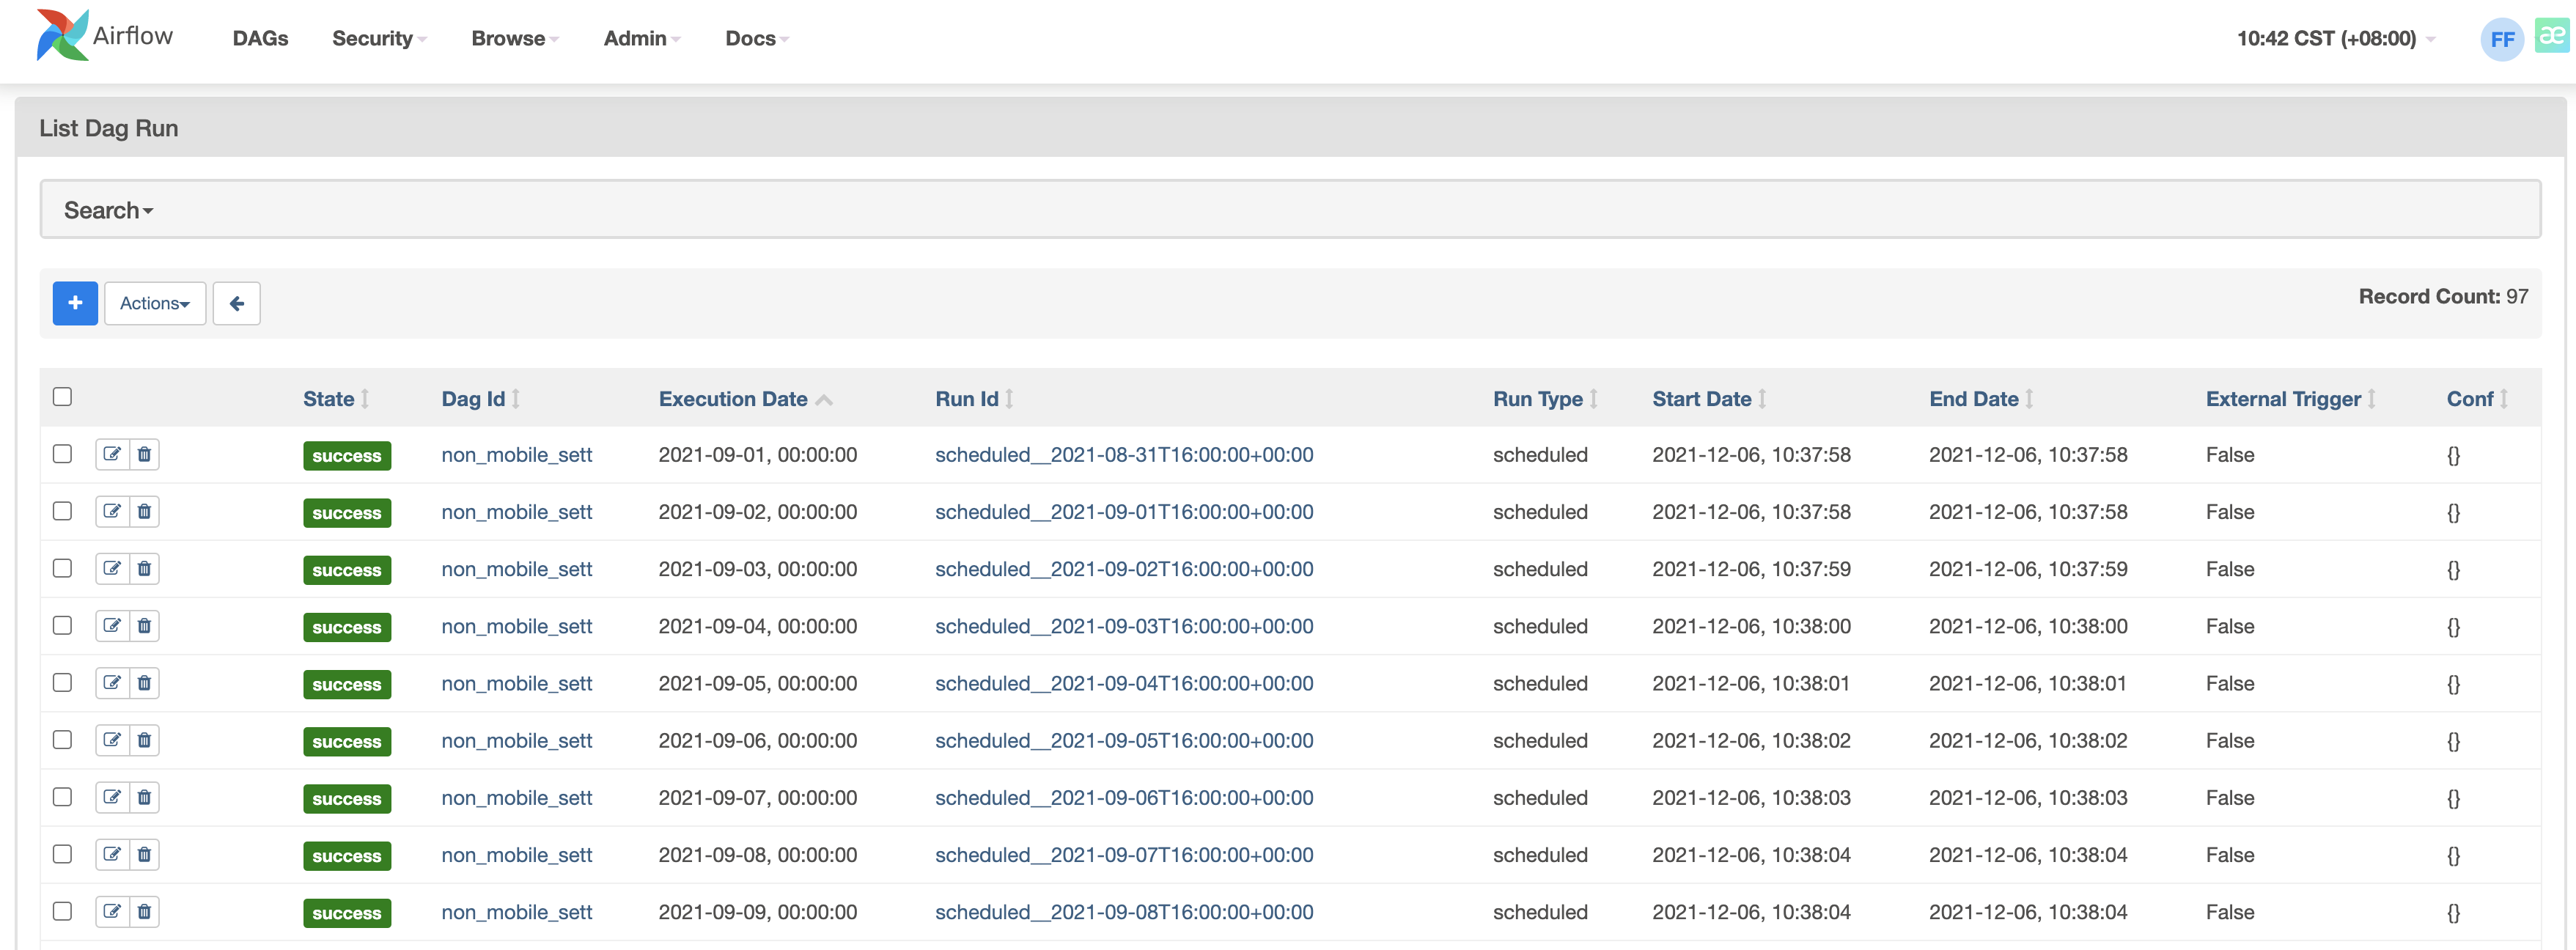 Airflow DAGs Security Browse Admin Docs 10:42 CST (+08:00) FF æ
List Dag Run
Search
+ Actions Record Count: 97
State Dag Id Execution Date Run Id Run Type Start Date End Date External Trigger Conf
success non_mobile_sett 2021-09-01, 00:00:00 scheduled__2021-08-31T16:00:00+00:00 scheduled 2021-12-06, 10:37:58 2021-12-06, 10:37:58 False {}
success non_mobile_sett 2021-09-02, 00:00:00 scheduled__2021-09-01T16:00:00+00:00 scheduled 2021-12-06, 10:37:58 2021-12-06, 10:37:58 False {}
success non_mobile_sett 2021-09-03, 00:00:00 scheduled__2021-09-02T16:00:00+00:00 scheduled 2021-12-06, 10:37:59 2021-12-06, 10:37:59 False {}
success non_mobile_sett 2021-09-04, 00:00:00 scheduled__2021-09-03T16:00:00+00:00 scheduled 2021-12-06, 10:38:00 2021-12-06, 10:38:00 False {}
success non_mobile_sett 2021-09-05, 00:00:00 scheduled__2021-09-04T16:00:00+00:00 scheduled 2021-12-06, 10:38:01 2021-12-06, 10:38:01 False {}
success non_mobile_sett 2021-09-06, 00:00:00 scheduled__2021-09-05T16:00:00+00:00 scheduled 2021-12-06, 10:38:02 2021-12-06, 10:38:02 False {}
success non_mobile_sett 2021-09-07, 00:00:00 scheduled__2021-09-06T16:00:00+00:00 scheduled 2021-12-06, 10:38:03 2021-12-06, 10:38:03 False {}
success non_mobile_sett 2021-09-08, 00:00:00 scheduled__2021-09-07T16:00:00+00:00 scheduled 2021-12-06, 10:38:04 2021-12-06, 10:38:04 False {}
success non_mobile_sett 2021-09-09, 00:00:00 scheduled__2021-09-08T16:00:00+00:00 scheduled 2021-12-06, 10:38:04 2021-12-06, 10:38:04 False {}